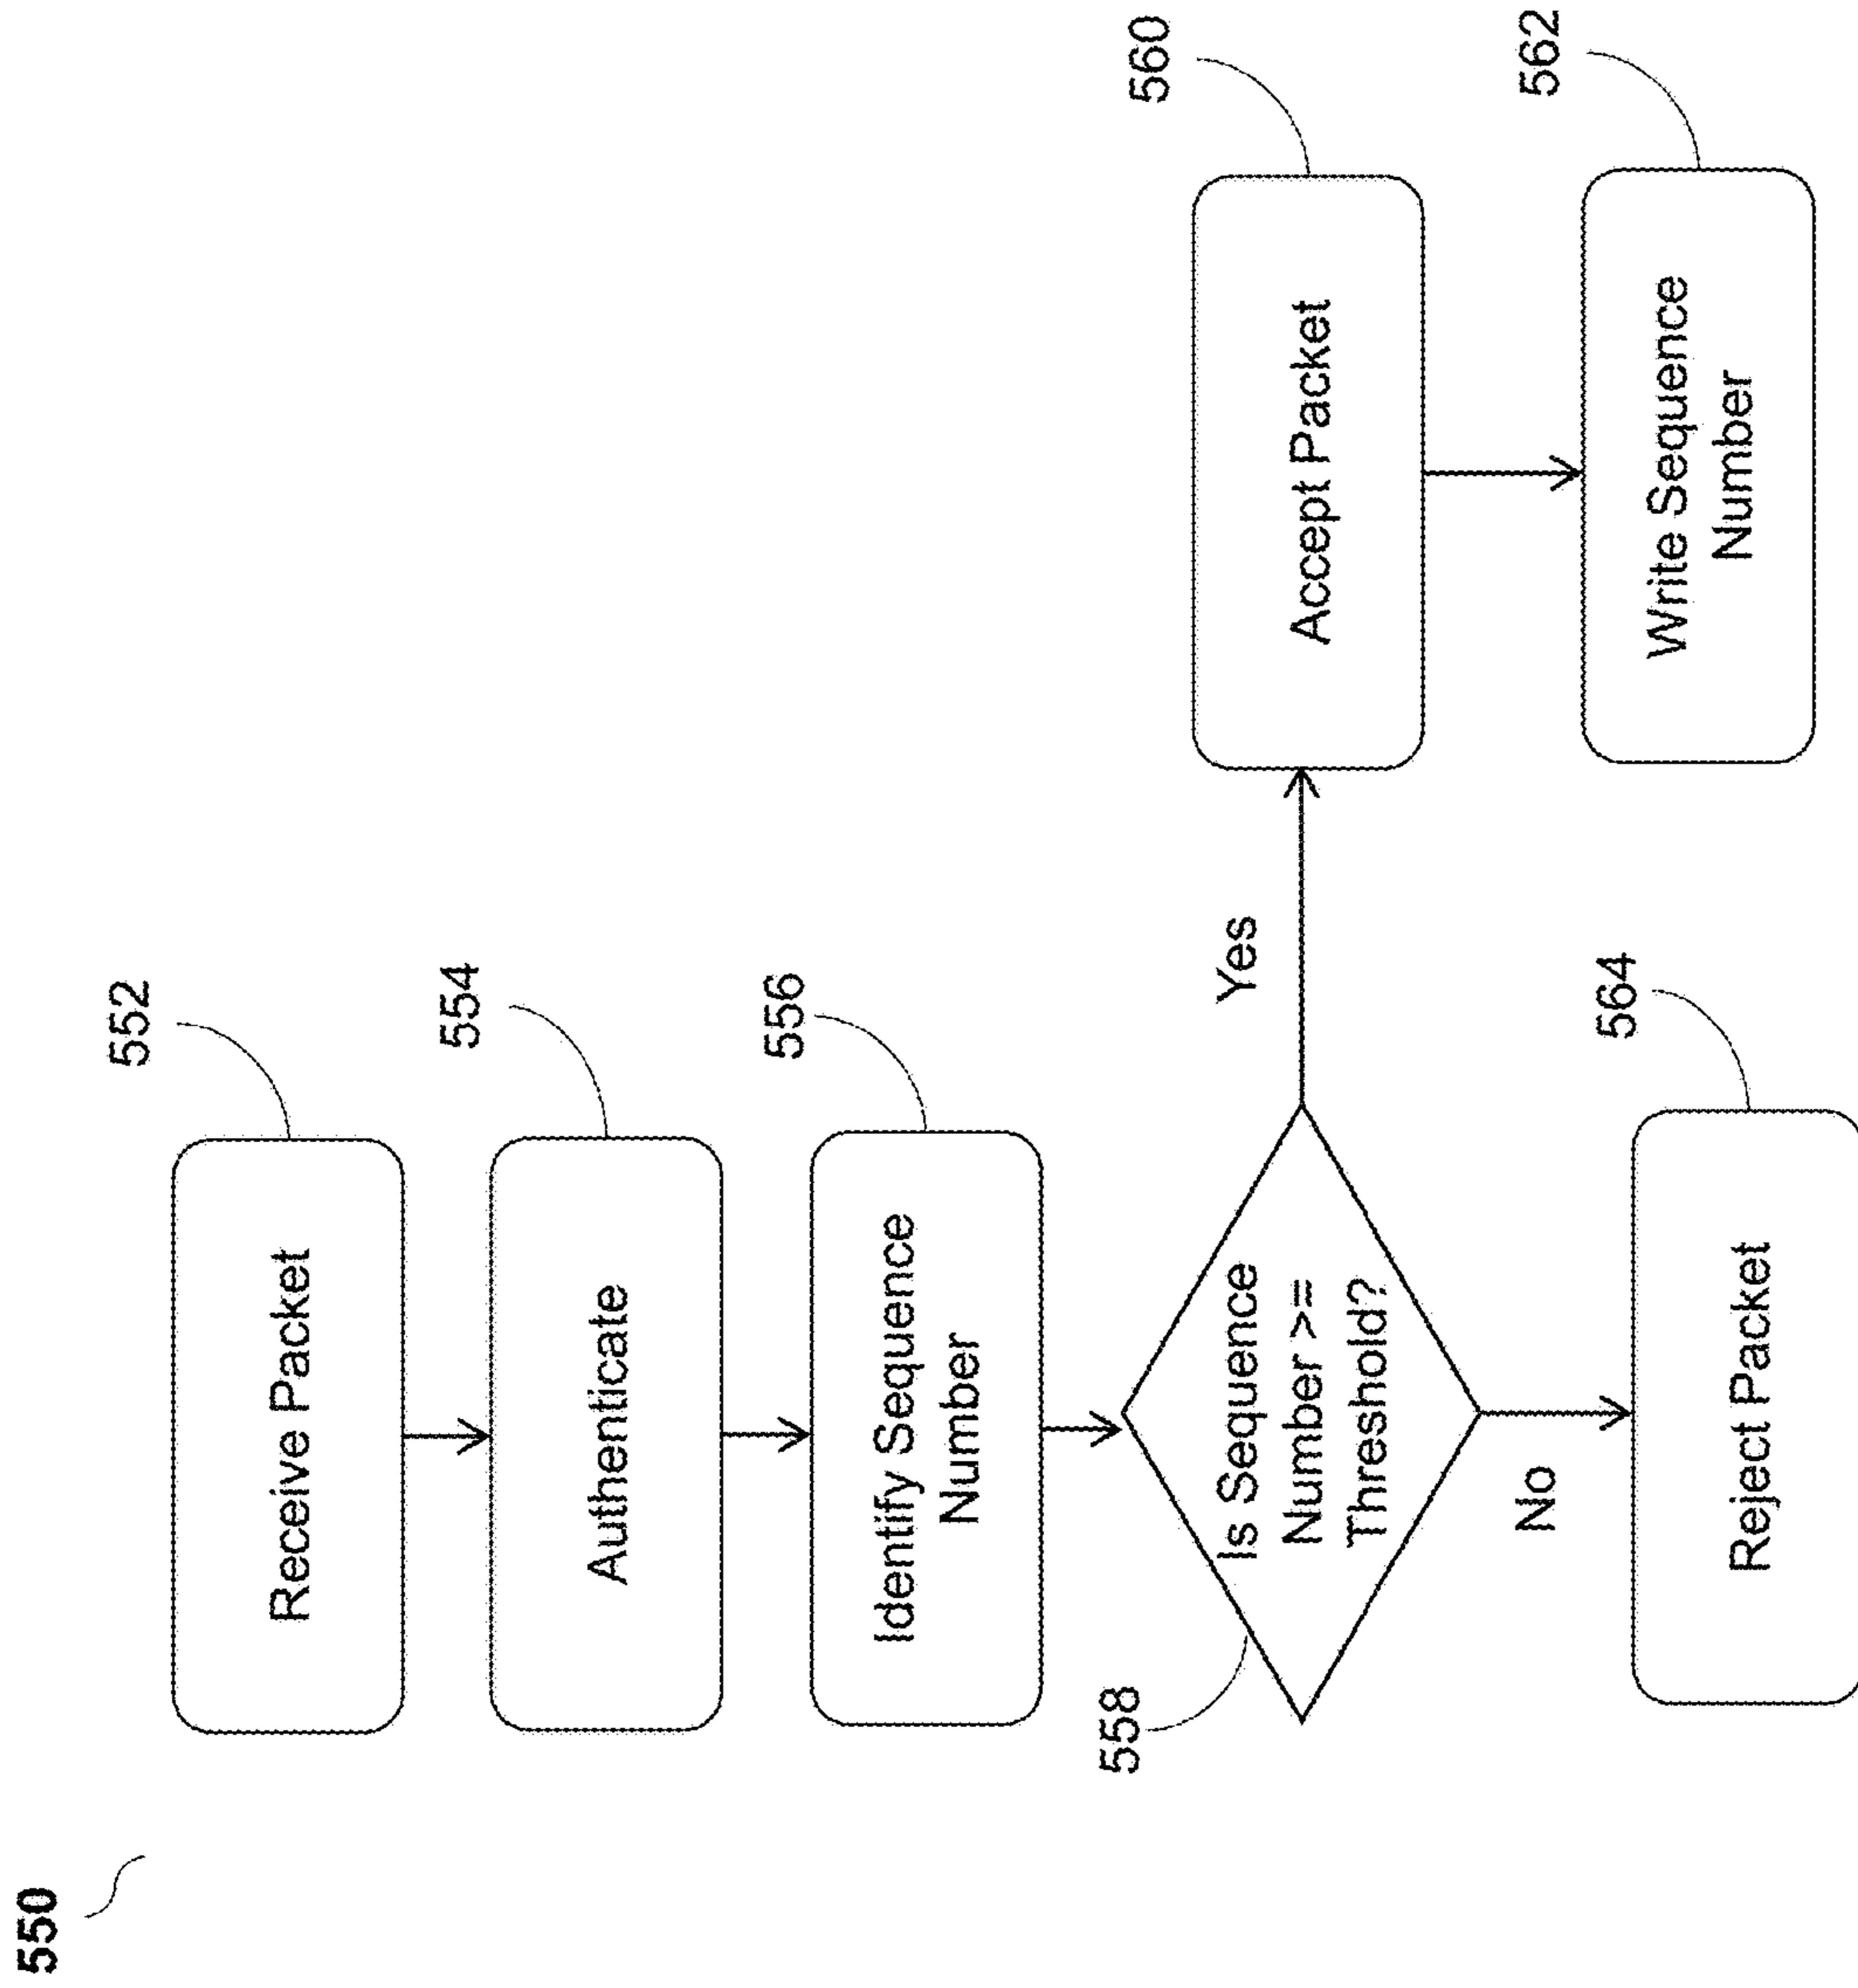 550
552
Receive Packet
554
Authenticate
556
Identify Sequence
Number
558
Is Sequence
Number >=
Threshold?
Yes
560
Accept Packet
562
Write Sequence
Number
No
564
Reject Packet